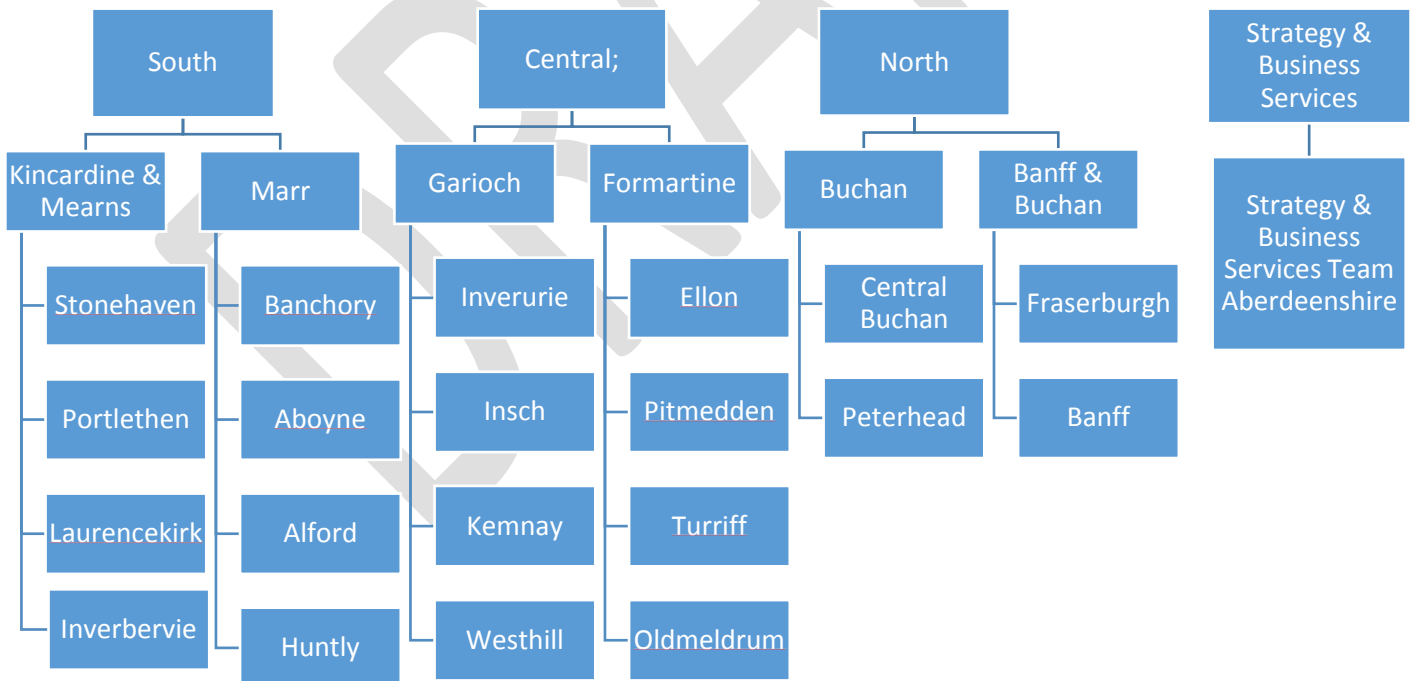 South
Central;
North
Strategy &
Business
Services
Kincardine &
Mearns
Marr
Garioch
Formartine
Buchan
Banff &
Buchan
Strategy &
Business
Services Team
Aberdeenshire
Stonehaven
Portlethen
Laurencekirk
Inverbervie
Banchory
Aboyne
Alford
Huntly
Inverurie
Insch
Kemnay
Westhill
Ellon
Pitmedden
Turriff
Oldmeldrum
Central
Buchan
Peterhead
Fraserburgh
Banff